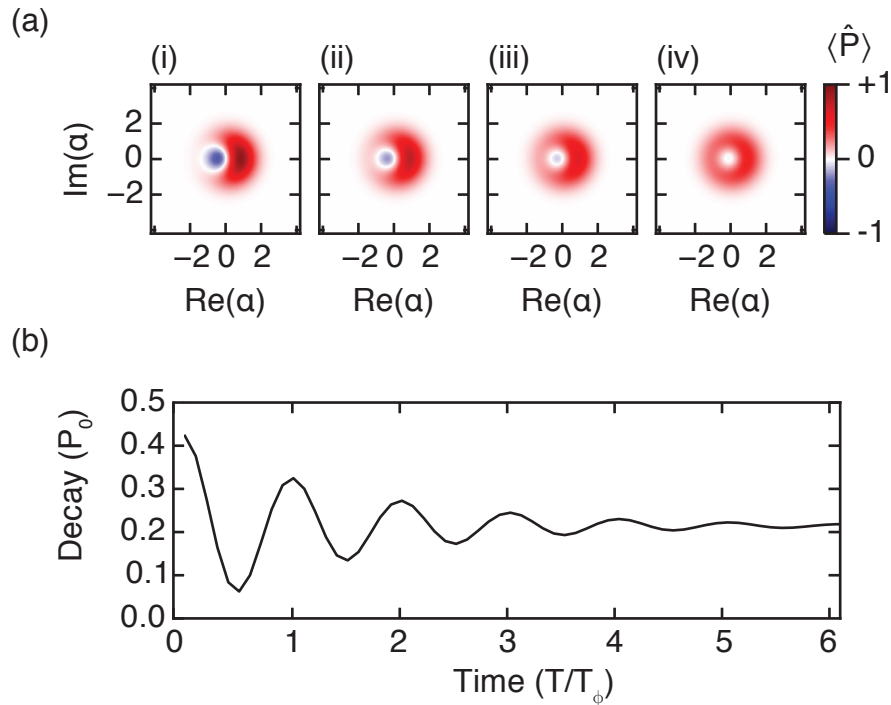 (a)
(i) (ii) (iii) (iv) ⟨P̂⟩
+1
0
-1
Im(α)
2
0
−2
−2 0 2 −2 0 2 −2 0 2 −2 0 2
Re(α) Re(α) Re(α) Re(α)
(b)
Decay (P₀)
0.5
0.4
0.3
0.2
0.1
0.0
0 1 2 3 4 5 6
Time (T/T_ϕ)